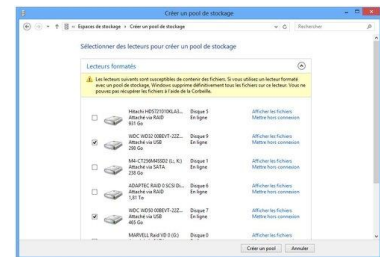 Créer un pool de stockage
« Espaces de stockage › Créer un pool de stockage
Rechercher
Sélectionner des lecteurs pour créer un pool de stockage
Lecteurs formatés
Les lecteurs suivants sont susceptibles de contenir des fichiers. Si vous utilisez un lecteur formaté
avec un pool de stockage, Windows supprime définitivement tous les fichiers sur ce lecteur. Vous ne
pouvez pas récupérer les fichiers à l'aide de la Corbeille.
Hitachi Disque 5 Afficher les fichiers
Attaché via RAID En ligne Mettre hors connexion
931 Go
WDC WD32 00BEVT-22Z... Disque 9 Afficher les fichiers
Attaché via USB En ligne Mettre hors connexion
298 Go
M4-CT256M4SSD2 (L:, K:) Disque 1 Afficher les fichiers
Attaché via SATA En ligne Mettre hors connexion
238 Go
ADAPTEC RAID 0 SCSI Di... Disque 6 Afficher les fichiers
Attaché via RAID En ligne Mettre hors connexion
1,81 To
WDC WD50 00BEVT-22Z... Disque 7 Afficher les fichiers
Attaché via USB En ligne Mettre hors connexion
465 Go
MARVELL Raid VD 0 (G:) Disque 0 Afficher les fichiers
Créer un pool Annuler